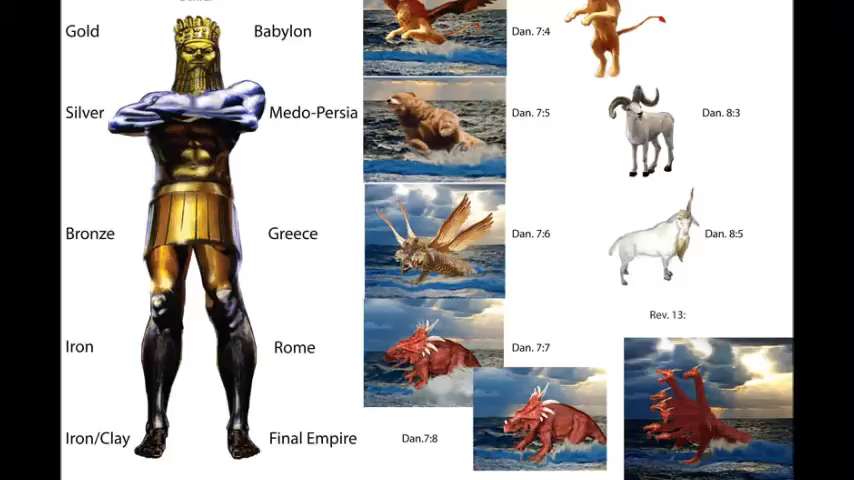 Gold Babylon Dan. 7:4
Silver Medo-Persia Dan. 7:5 Dan. 8:3
Bronze Greece Dan. 7:6 Dan. 8:5
Rev. 13:
Iron Rome Dan. 7:7
Iron/Clay Final Empire Dan.7:8